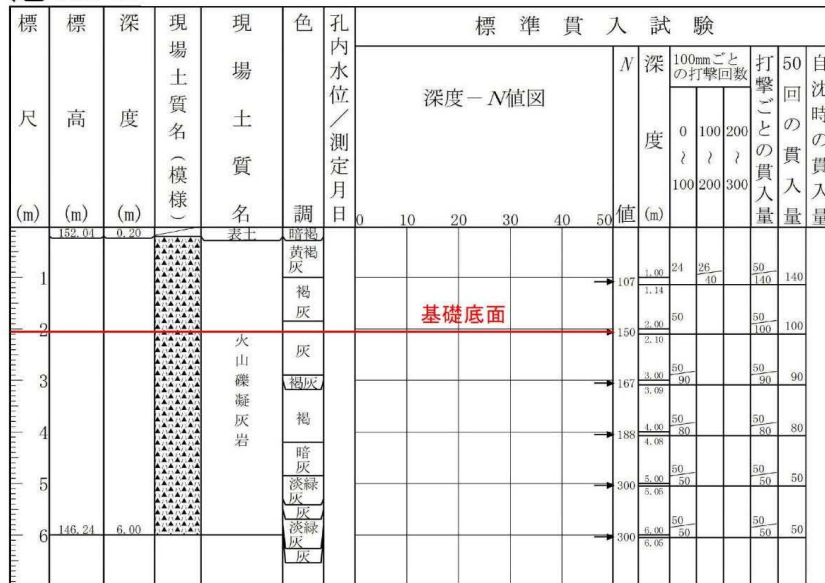 標尺(m)
標高(m)
深度(m)
現場土質名(模様)
現場土質名
色調
孔内水位/測定月日
標準貫入試験
深度-N値図
0 10 20 30 40 50
N値
深度(m)
100mmごとの打撃回数
0～100
100～200
200～300
打撃ごとの貫入量
50回の貫入量
自沈時の貫入量
152.04 0.20 表土 暗褐
黄褐灰
1 107 1.00 24 26/40 50/140 140
1.14
褐灰
基礎底面
2 150 2.00 50 50/100 100
2.10
火山礫凝灰岩
灰
3 褐灰 167 3.00 50/90 50/90 90
3.09
褐
4 188 4.00 50/80 50/80 80
4.08
暗灰
5 300 5.00 50/50 50/50 50
5.05
淡緑灰
灰
淡緑灰
6 146.24 6.00 300 6.00 50/50 50/50 50
6.05
灰